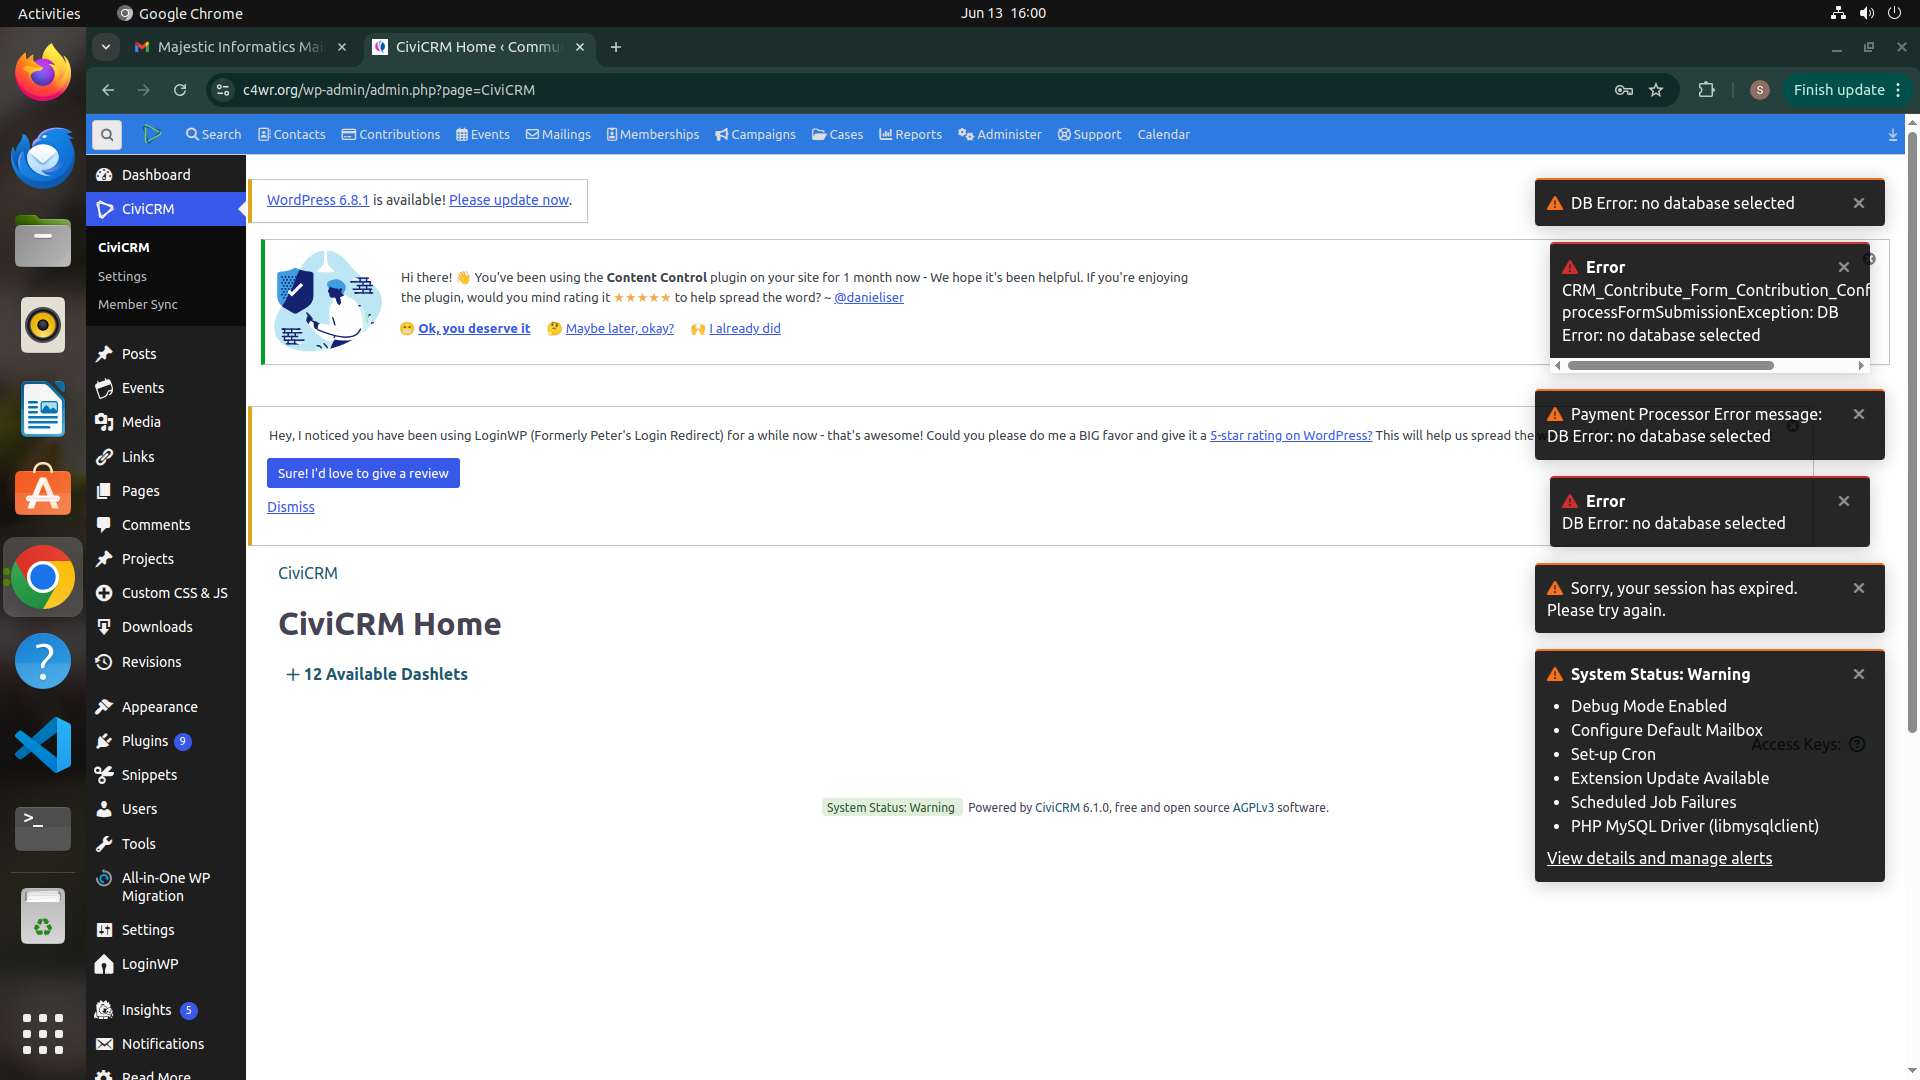 Activities
Google Chrome
Jun 13 16:00
Majestic Informatics Mai
CiviCRM Home ‹ Commu
c4wr.org/wp-admin/admin.php?page=CiviCRM
S
Finish update
Search
Contacts
Contributions
Events
Mailings
Memberships
Campaigns
Cases
Reports
Administer
Support
Calendar
Dashboard
CiviCRM
CiviCRM
Settings
Member Sync
Posts
Events
Media
Links
Pages
Comments
Projects
Custom CSS & JS
Downloads
Revisions
Appearance
Plugins 9
Snippets
Users
Tools
All-in-One WP
Migration
Settings
LoginWP
Insights 5
Notifications
Read More
WordPress 6.8.1 is available! Please update now.
Hi there! 👋 You've been using the Content Control plugin on your site for 1 month now - We hope it's been helpful. If you're enjoying
the plugin, would you mind rating it ★★★★★ to help spread the word? ~ @danieliser
😁 Ok, you deserve it 🤔 Maybe later, okay? 🙌 I already did
Hey, I noticed you have been using LoginWP (Formerly Peter's Login Redirect) for a while now - that's awesome! Could you please do me a BIG favor and give it a 5-star rating on WordPress? This will help us spread the
Sure! I'd love to give a review
Dismiss
CiviCRM
CiviCRM Home
+ 12 Available Dashlets
Access Keys: ?
System Status: Warning Powered by CiviCRM 6.1.0, free and open source AGPLv3 software.
DB Error: no database selected
Error
CRM_Contribute_Form_Contribution_Conf
processFormSubmissionException: DB
Error: no database selected
Payment Processor Error message:
DB Error: no database selected
Error
DB Error: no database selected
Sorry, your session has expired.
Please try again.
System Status: Warning
• Debug Mode Enabled
• Configure Default Mailbox
• Set-up Cron
• Extension Update Available
• Scheduled Job Failures
• PHP MySQL Driver (libmysqlclient)
View details and manage alerts